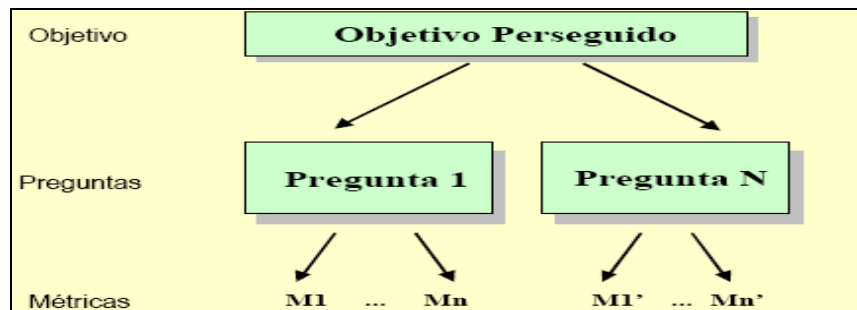 Objetivo Objetivo Perseguido
Preguntas Pregunta 1 Pregunta N
Métricas M1 ... Mn M1' ... Mn'